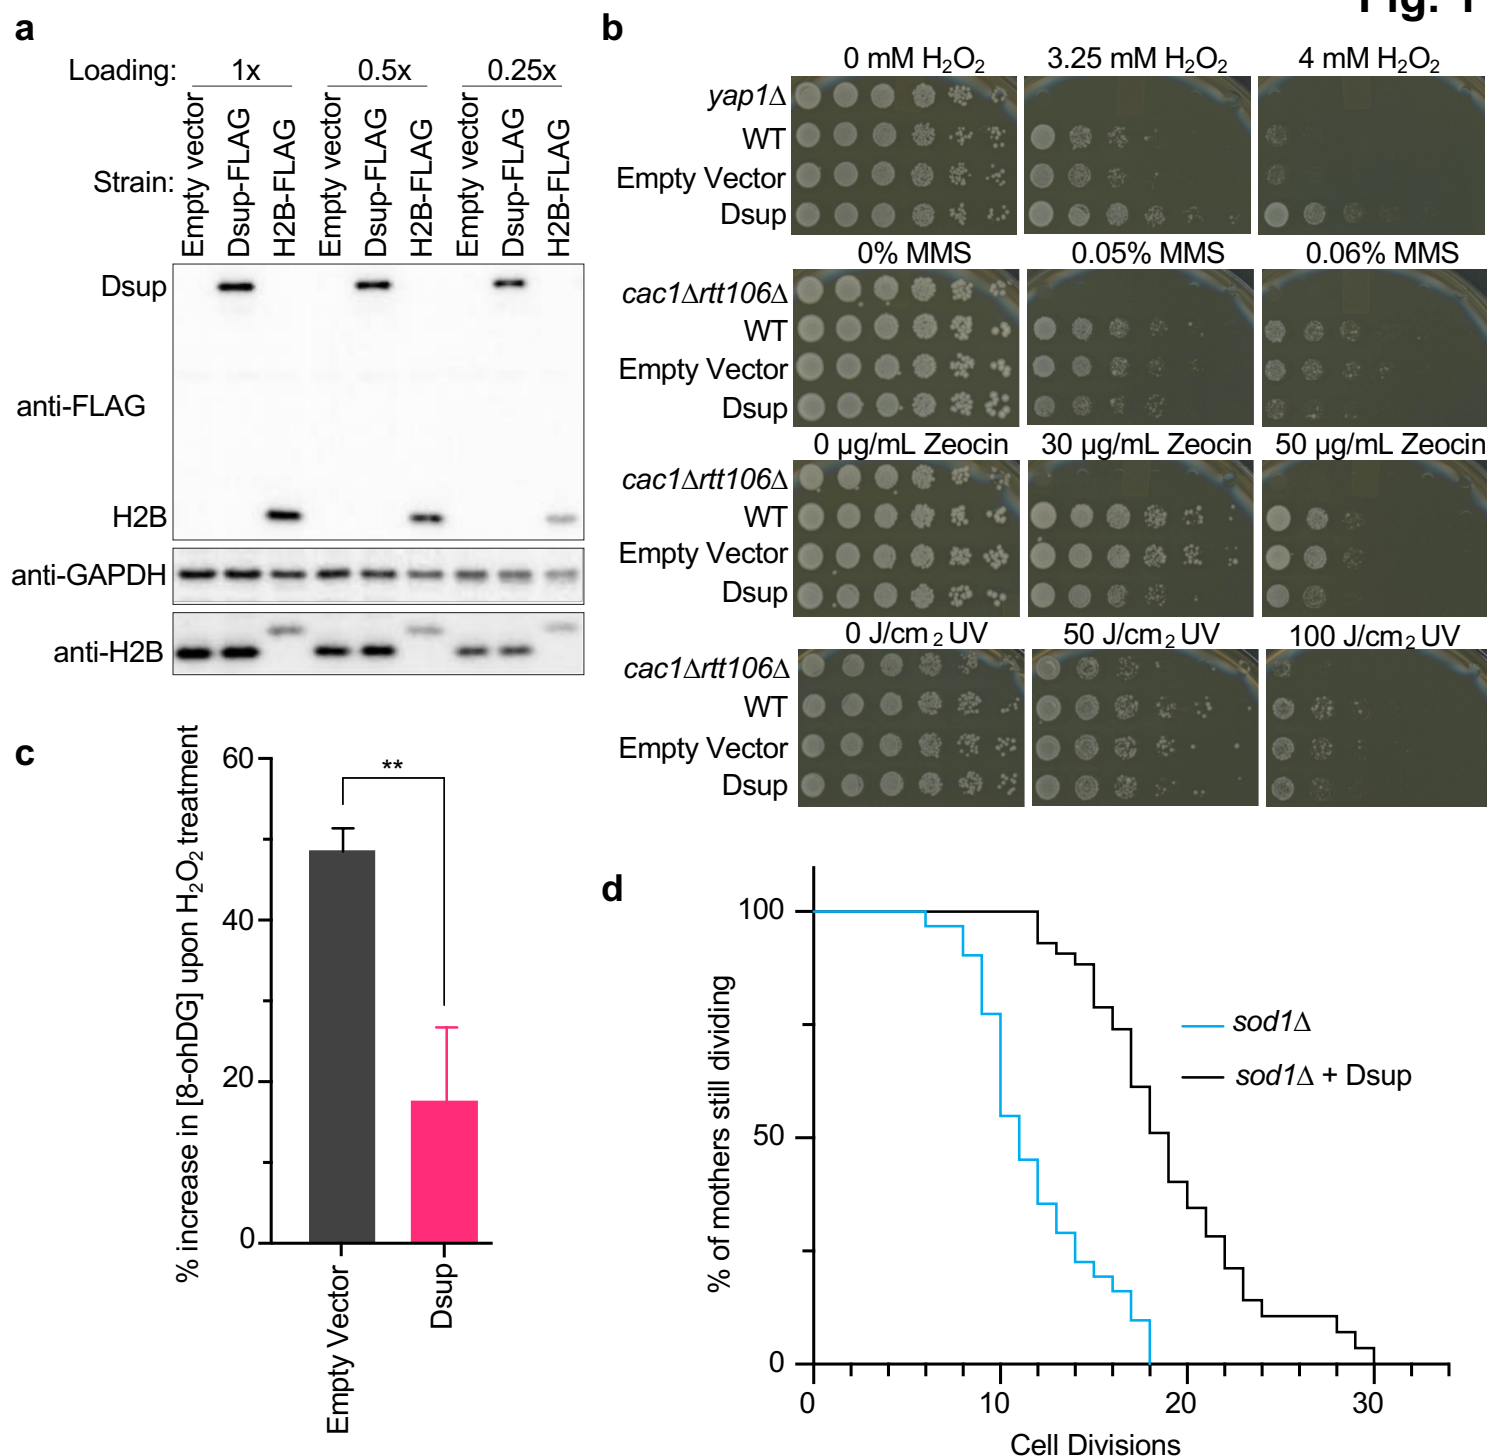 Fig. 1
a
Loading: 1x 0.5x 0.25x
Strain: Empty vector Dsup-FLAG H2B-FLAG Empty vector Dsup-FLAG H2B-FLAG Empty vector Dsup-FLAG H2B-FLAG
Dsup
anti-FLAG
H2B
anti-GAPDH
anti-H2B
b
0 mM H₂O₂ 3.25 mM H₂O₂ 4 mM H₂O₂
yap1Δ
WT
Empty Vector
Dsup
0% MMS 0.05% MMS 0.06% MMS
cac1Δrtt106Δ
WT
Empty Vector
Dsup
0 µg/mL Zeocin 30 µg/mL Zeocin 50 µg/mL Zeocin
cac1Δrtt106Δ
WT
Empty Vector
Dsup
0 J/cm₂ UV 50 J/cm₂ UV 100 J/cm₂ UV
cac1Δrtt106Δ
WT
Empty Vector
Dsup
c
% increase in [8-ohDG] upon H₂O₂ treatment
60
40
20
0
**
Empty Vector
Dsup
d
% of mothers still dividing
100
50
0
sod1Δ
sod1Δ + Dsup
0 10 20 30
Cell Divisions